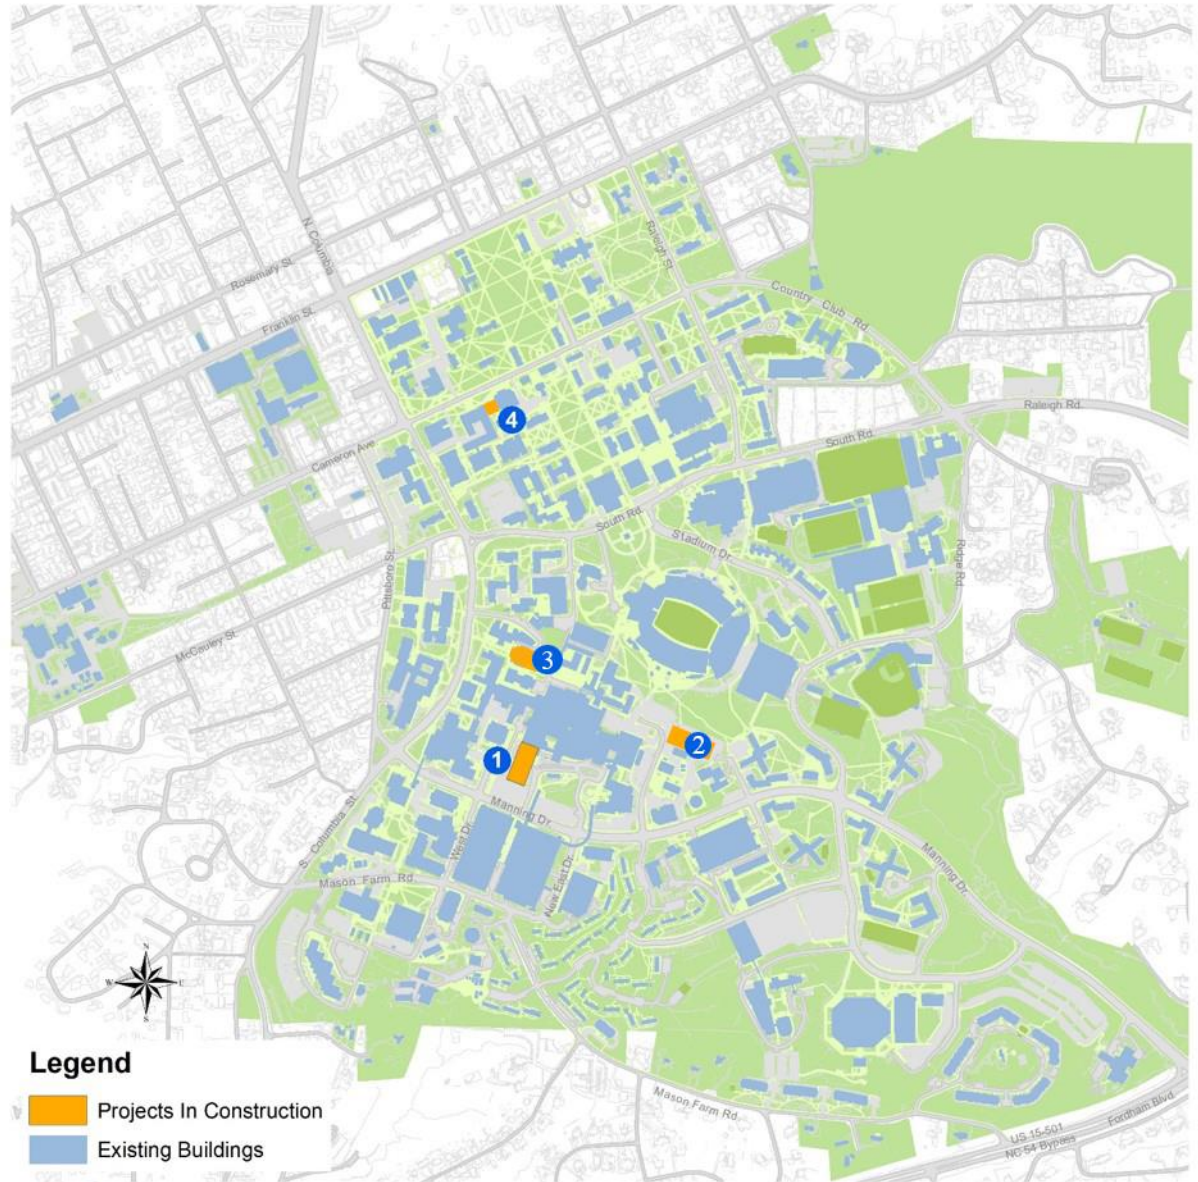 N. Columbia
Rosemary St.
Franklin St.
Raleigh St.
Country Club Rd.
Raleigh Rd.
South Rd.
4
Cameron Ave.
South Rd.
Stadium Dr.
Ridge Rd.
Pittsboro St.
McCauley St.
3
2
1
Manning Dr.
S. Columbia St.
West Dr.
Mason Farm Rd.
New East Dr.
Manning Dr.
N
W
E
S
Legend
Projects In Construction
Existing Buildings
Mason Farm Rd.
US 15-501
NC 54 Bypass
Fordham Blvd.